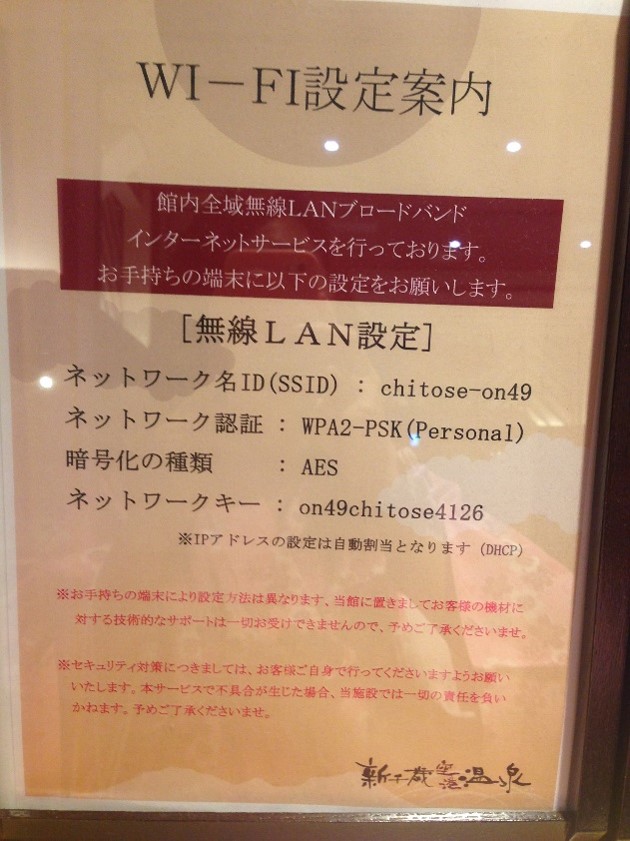 WI－FI設定案内
館内全域無線LANブロードバンド
インターネットサービスを行っております。
お手持ちの端末に以下の設定をお願いします。
［無線ＬＡＮ設定］
ネットワーク名ID(SSID) : chitose-on49
ネットワーク認証 : WPA2-PSK(Personal)
暗号化の種類 : AES
ネットワークキー : on49chitose4126
※IPアドレスの設定は自動割当となります (DHCP)
※お手持ちの端末により設定方法は異なります、当館に置きましてお客様の機材に
対する技術的なサポートは一切お受けできませんので、予めご了承くださいませ。
※セキュリティ対策につきましては、お客様ご自身で行ってくださいますようお願い
いたします。本サービスで不具合が生じた場合、当施設では一切の責任を負い
かねます。予めご了承くださいませ。
新千歳空港温泉